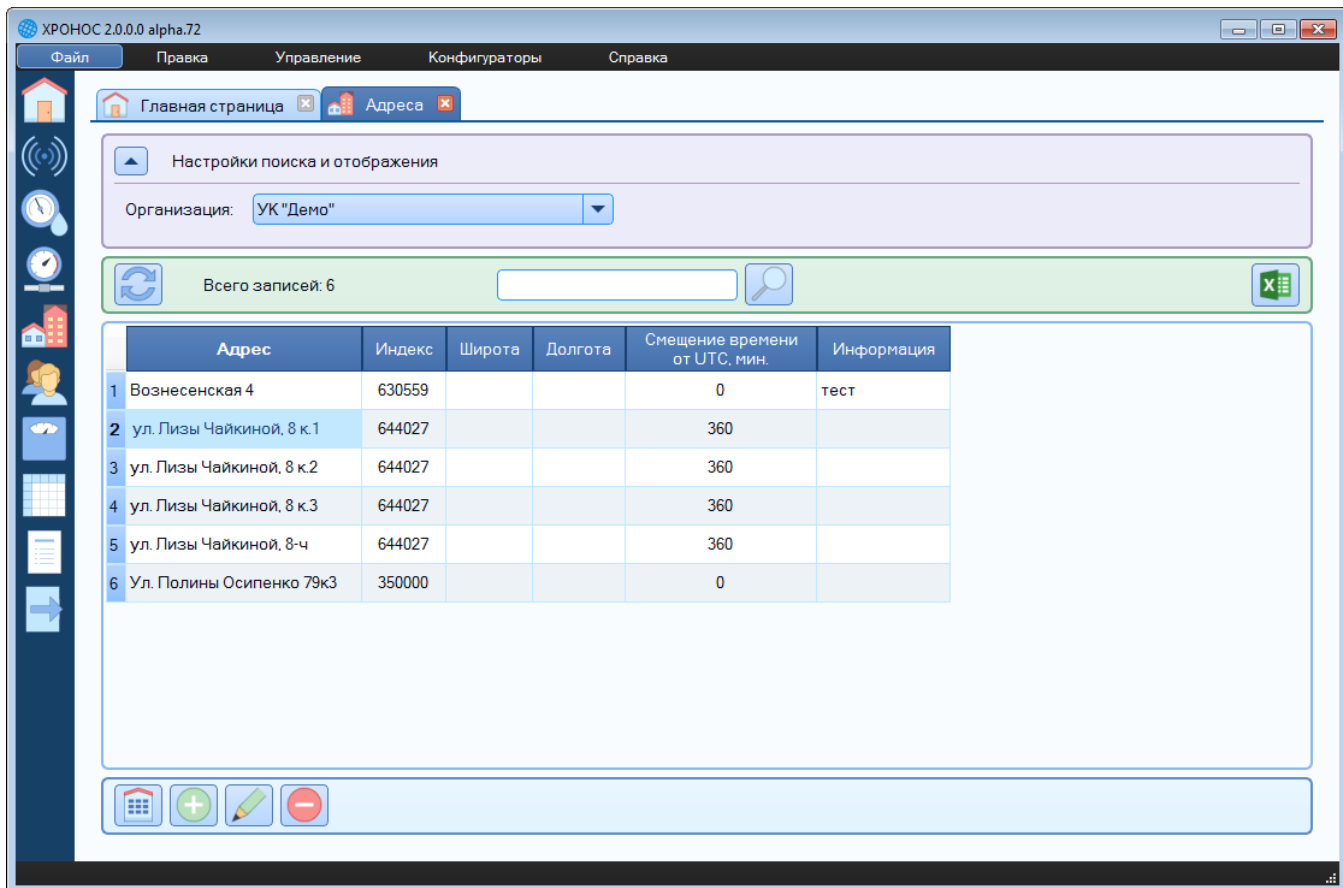 ХРОНОС 2.0.0.0 alpha.72
Файл Правка Управление Конфигураторы Справка
Главная страница Адреса
Настройки поиска и отображения
Организация: УК "Демо"
Всего записей: 6
Адрес Индекс Широта Долгота Смещение времени от UTC, мин. Информация
1 Вознесенская 4 630559 0 тест
2 ул. Лизы Чайкиной, 8 к.1 644027 360
3 ул. Лизы Чайкиной, 8 к.2 644027 360
4 ул. Лизы Чайкиной, 8 к.3 644027 360
5 ул. Лизы Чайкиной, 8-ч 644027 360
6 Ул. Полины Осипенко 79к3 350000 0